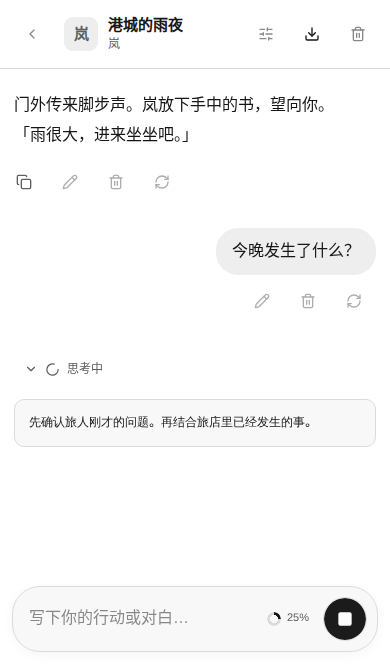 岚
港城的雨夜
岚
门外传来脚步声。岚放下手中的书，望向你。
「雨很大，进来坐坐吧。」
今晚发生了什么？
思考中
先确认旅人刚才的问题。再结合旅店里已经发生的事。
写下你的行动或对白…
25%